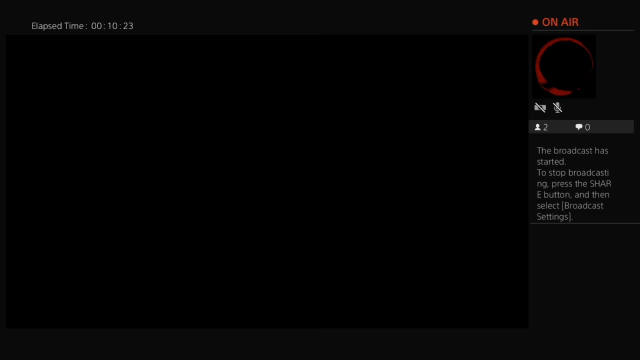 Elapsed Time : 00 : 10 : 23
ON AIR
2 0
The broadcast has
started.
To stop broadcasti
ng, press the SHAR
E button, and then
select [Broadcast
Settings].